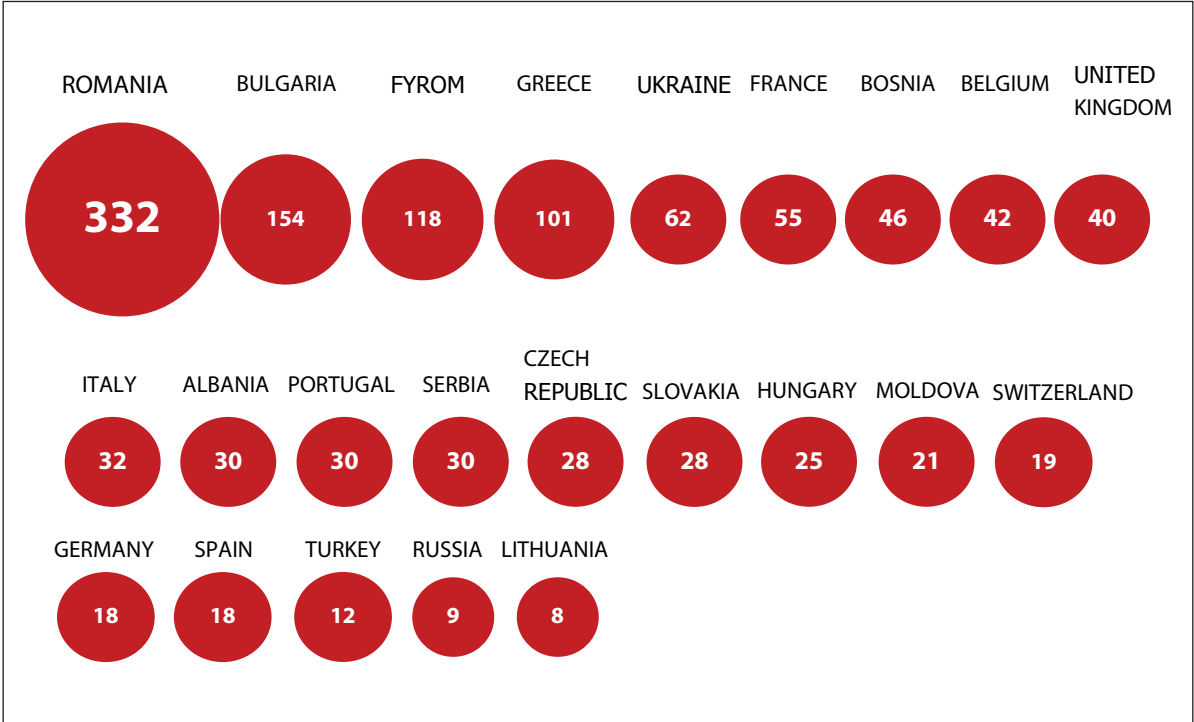 ROMANIA BULGARIA FYROM GREECE UKRAINE FRANCE BOSNIA BELGIUM UNITED
KINGDOM
332 154 118 101 62 55 46 42 40
ITALY ALBANIA PORTUGAL SERBIA CZECH
REPUBLIC SLOVAKIA HUNGARY MOLDOVA SWITZERLAND
32 30 30 30 28 28 25 21 19
GERMANY SPAIN TURKEY RUSSIA LITHUANIA
18 18 12 9 8